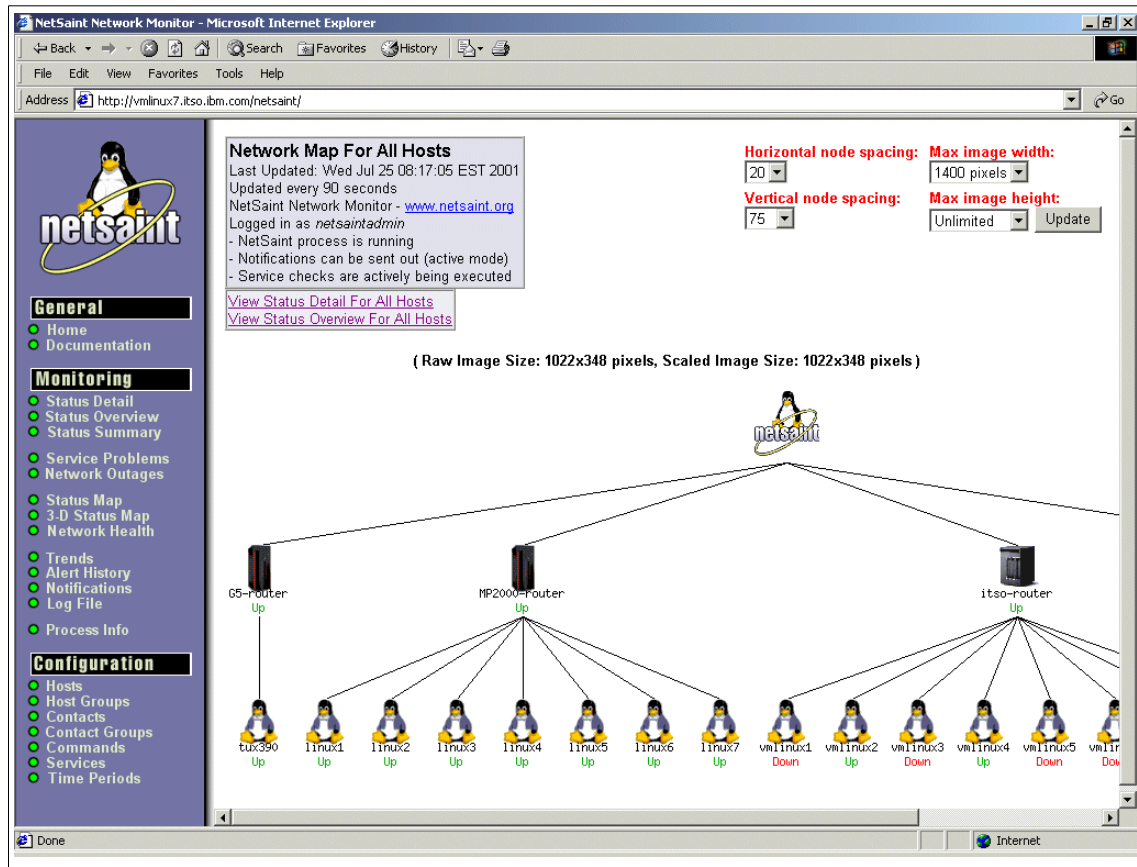 NetSaint Network Monitor - Microsoft Internet Explorer
Back Search Favorites History
File Edit View Favorites Tools Help
Address http://vmlinux7.itso.ibm.com/netsaint/ Go
netsaint
General
Home
Documentation
Monitoring
Status Detail
Status Overview
Status Summary
Service Problems
Network Outages
Status Map
3-D Status Map
Network Health
Trends
Alert History
Notifications
Log File
Process Info
Configuration
Hosts
Host Groups
Contacts
Contact Groups
Commands
Services
Time Periods
Network Map For All Hosts
Last Updated: Wed Jul 25 08:17:05 EST 2001
Updated every 90 seconds
NetSaint Network Monitor - www.netsaint.org
Logged in as netsaintadmin
- NetSaint process is running
- Notifications can be sent out (active mode)
- Service checks are actively being executed
View Status Detail For All Hosts
View Status Overview For All Hosts
Horizontal node spacing: Max image width:
20 1400 pixels
Vertical node spacing: Max image height:
75 Unlimited Update
( Raw Image Size: 1022x348 pixels, Scaled Image Size: 1022x348 pixels )
netsaint
G5-router MP2000-router itso-router
Up Up Up
tux390 linux1 linux2 linux3 linux4 linux5 linux6 linux7 vmlinux1 vmlinux2 vmlinux3 vmlinux4 vmlinux5
Up Up Up Up Up Up Up Up Down Up Down Up Down
Done Internet